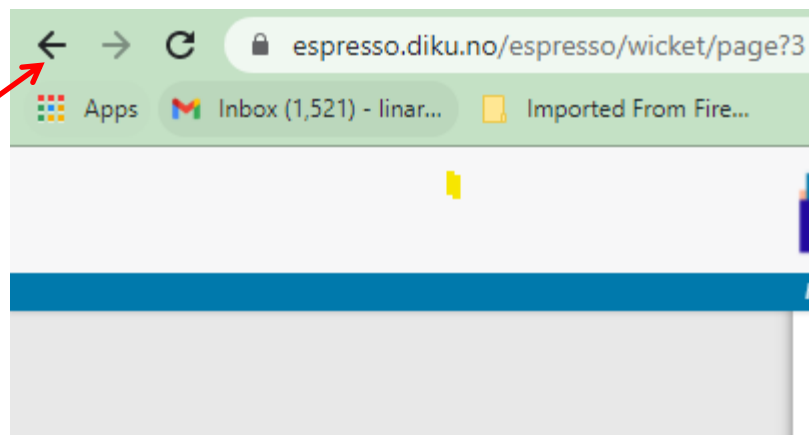 espresso.diku.no/espresso/wicket/page?3
Apps Inbox (1,521) - linar... Imported From Fire...